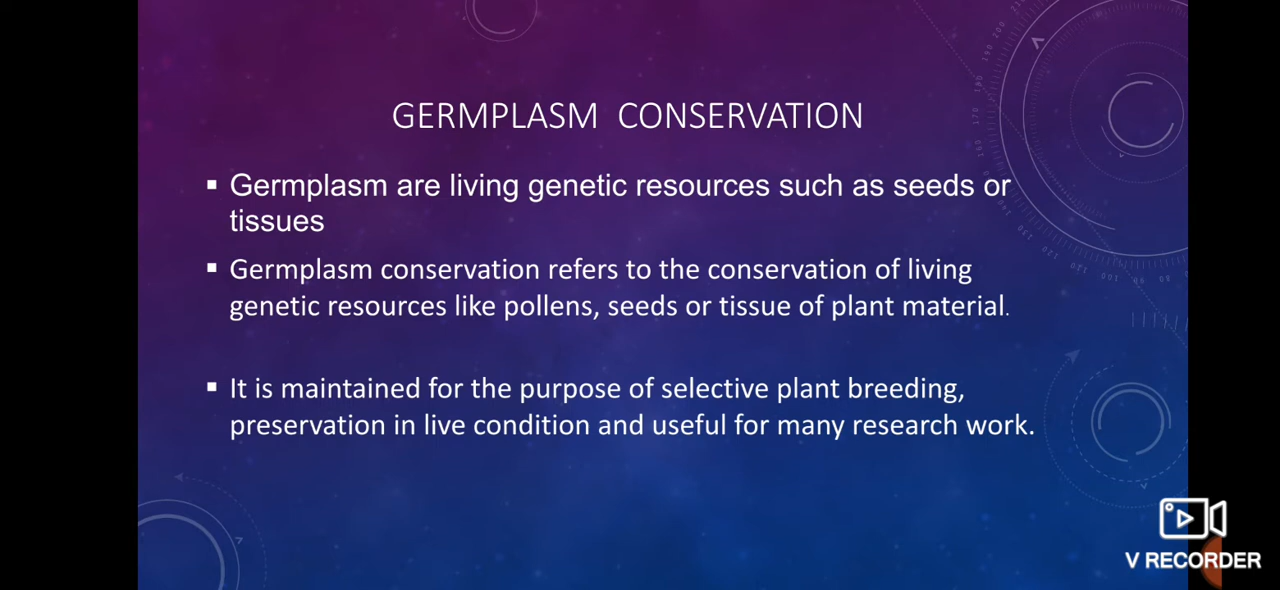 GERMPLASM CONSERVATION
▪ Germplasm are living genetic resources such as seeds or
tissues
▪ Germplasm conservation refers to the conservation of living
genetic resources like pollens, seeds or tissue of plant material.
▪ It is maintained for the purpose of selective plant breeding,
preservation in live condition and useful for many research work.
V RECORDER